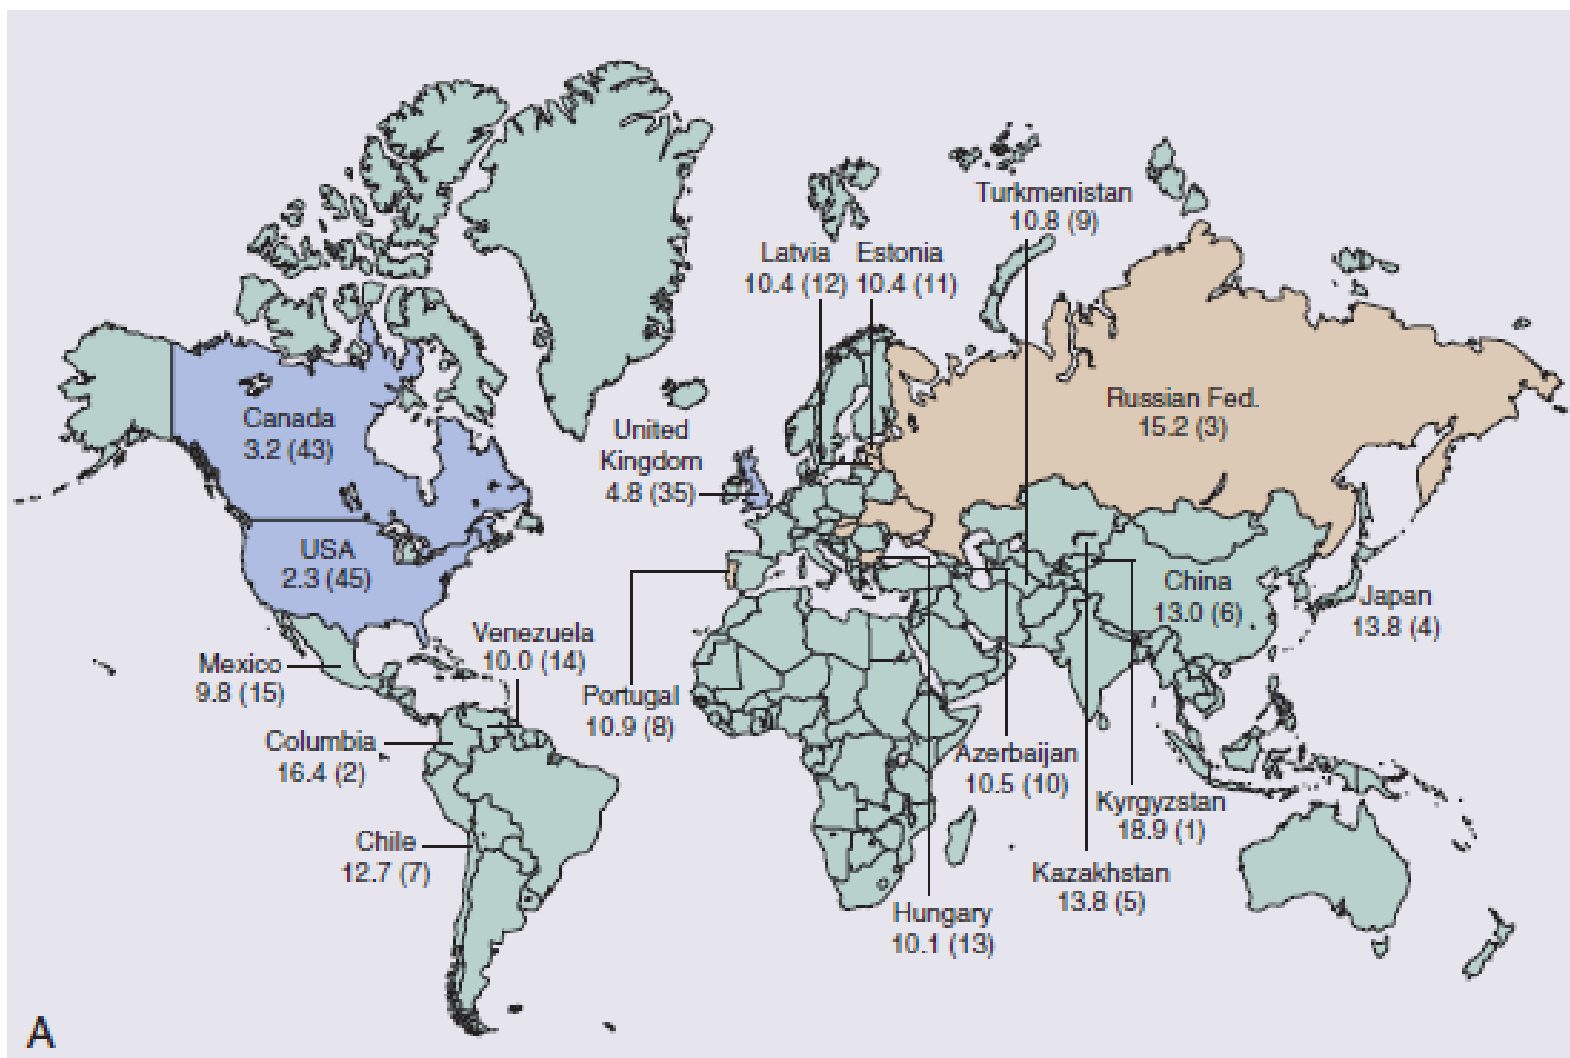 Turkmenistan
10.8 (9)
Latvia
10.4 (12)
Estonia
10.4 (11)
Russian Fed.
15.2 (3)
Canada
3.2 (43)
United
Kingdom
4.8 (35)
USA
2.3 (45)
China
13.0 (6)
Japan
13.8 (4)
Venezuela
10.0 (14)
Mexico
9.8 (15)
Portugal
10.9 (8)
Columbia
16.4 (2)
Azerbaijan
10.5 (10)
Kyrgyzstan
18.9 (1)
Chile
12.7 (7)
Kazakhstan
13.8 (5)
Hungary
10.1 (13)
A